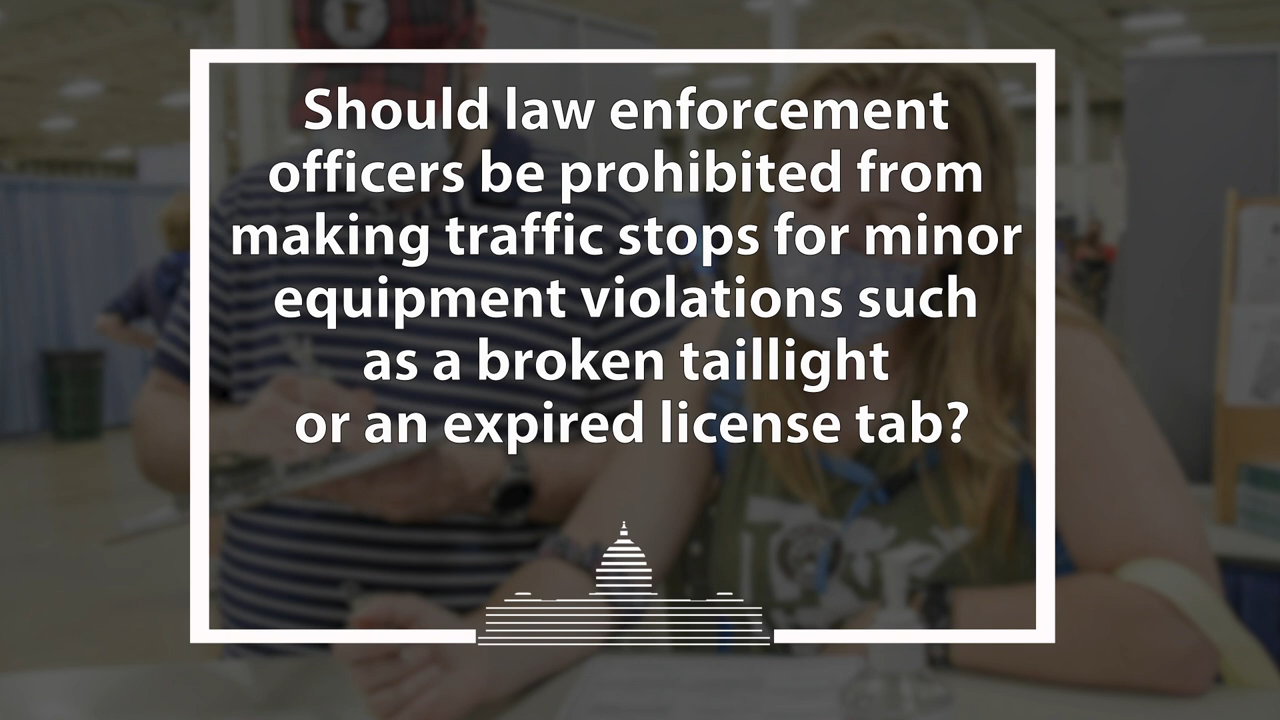 Should law enforcement
officers be prohibited from
making traffic stops for minor
equipment violations such
as a broken taillight
or an expired license tab?